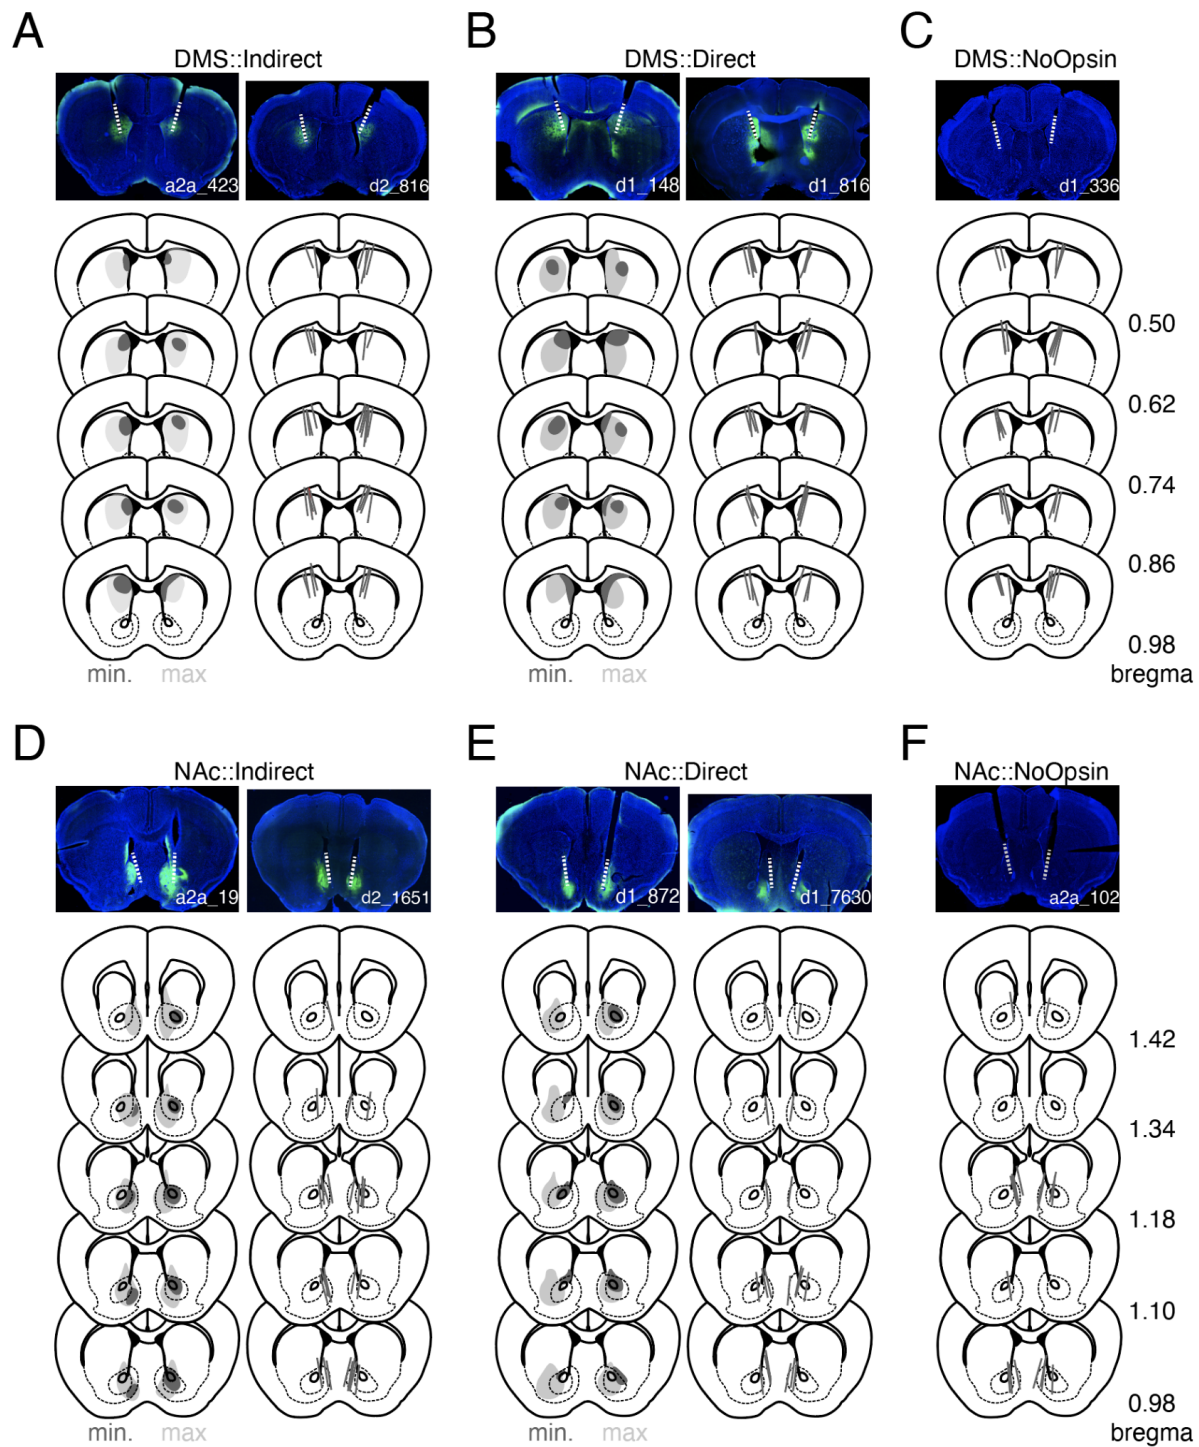 A
B
C
DMS::Indirect
DMS::Direct
DMS::NoOpsin
a2a_423
d2_816
d1_148
d1_816
d1_336
0.50
0.62
0.74
0.86
0.98
min.
max
min.
max
bregma
D
E
F
NAc::Indirect
NAc::Direct
NAc::NoOpsin
a2a_19
d2_1651
d1_872
d1_7630
a2a_102
1.42
1.34
1.18
1.10
0.98
min.
max
min.
max
bregma